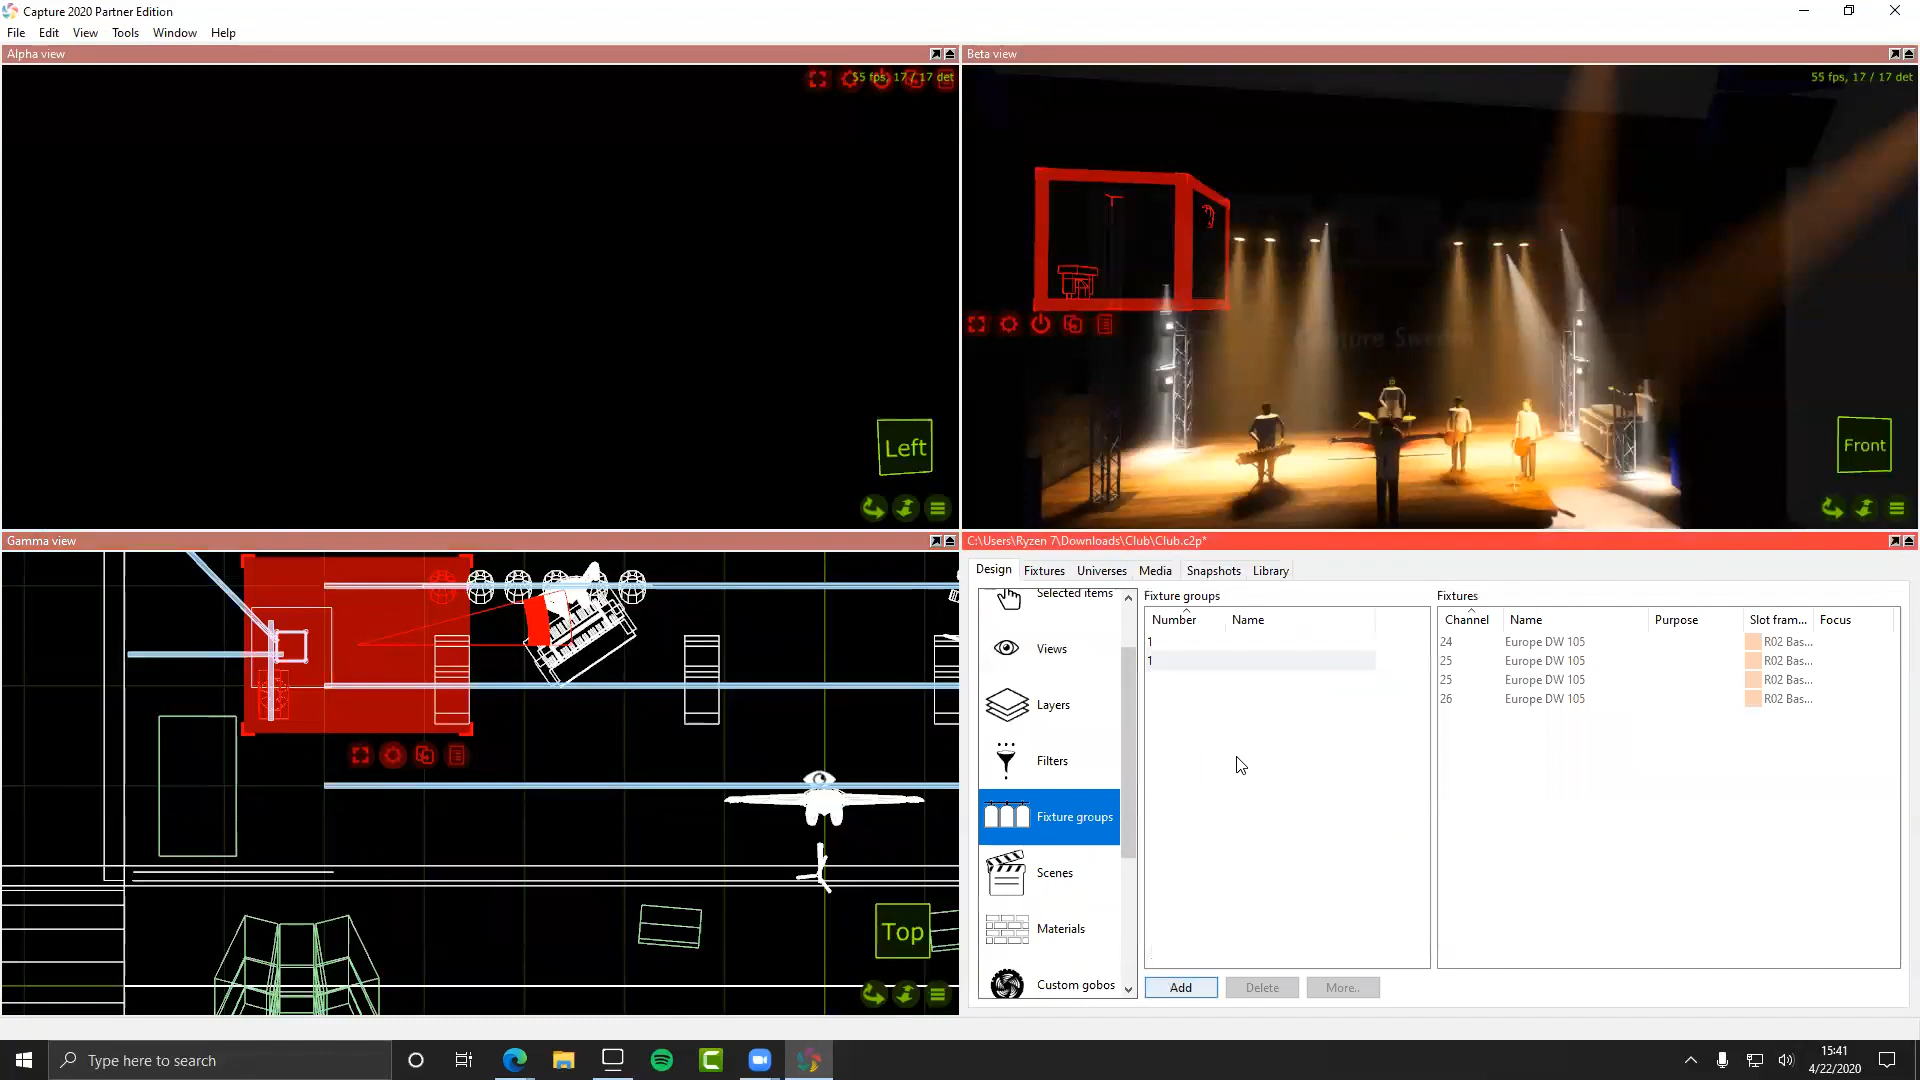 Capture 2020 Partner Edition
File Edit View Tools Window Help
Alpha view
55 fps, 17 / 17 det
Left
Beta view
55 fps, 17 / 17 det
Front
Gamma view
Top
C:\Users\Ryzen 7\Downloads\Club\Club.c2p*
Design Fixtures Universes Media Snapshots Library
Selected items
Views
Layers
Filters
Fixture groups
Scenes
Materials
Custom gobos
Fixture groups
Number Name
1
1
Add Delete More..
Fixtures
Channel Name Purpose Slot fram... Focus
24 Europe DW 105 R02 Bas...
25 Europe DW 105 R02 Bas...
25 Europe DW 105 R02 Bas...
26 Europe DW 105 R02 Bas...
Type here to search
15:41
4/22/2020